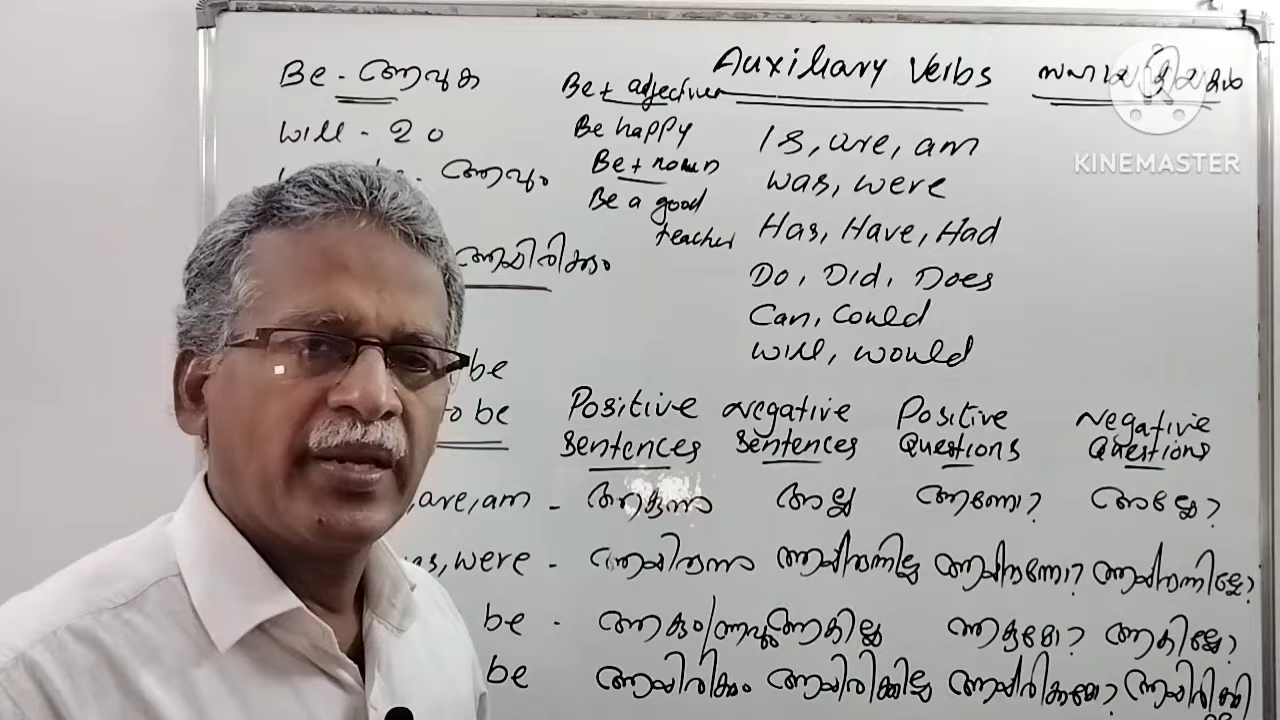 Be - ആവുക
Will - ും
ആവും
ആയിരിക്കും
be
to be
Be + adjective
Be happy
Be + noun
Be a good
teacher
Auxiliary Verbs
KINEMASTER
Is, are, am
was, were
Has, Have, Had
Do, Did, Does
Can, Could
Will, would
Positive Negative Positive Negative
Sentences Sentences Questions Questions
, are, am - ആകുന്നു അല്ല ആണോ? അല്ലേ?
, were - ആയിരുന്നു ആയിരുന്നില്ല ആയിരുന്നോ? ആയിരുന്നില്ലേ?
be - ആകും/ആവും ആകില്ല ആകുമോ? ആകില്ലേ?
be ആയിരിക്കും ആയിരിക്കില്ല ആയിരിക്കുമോ?